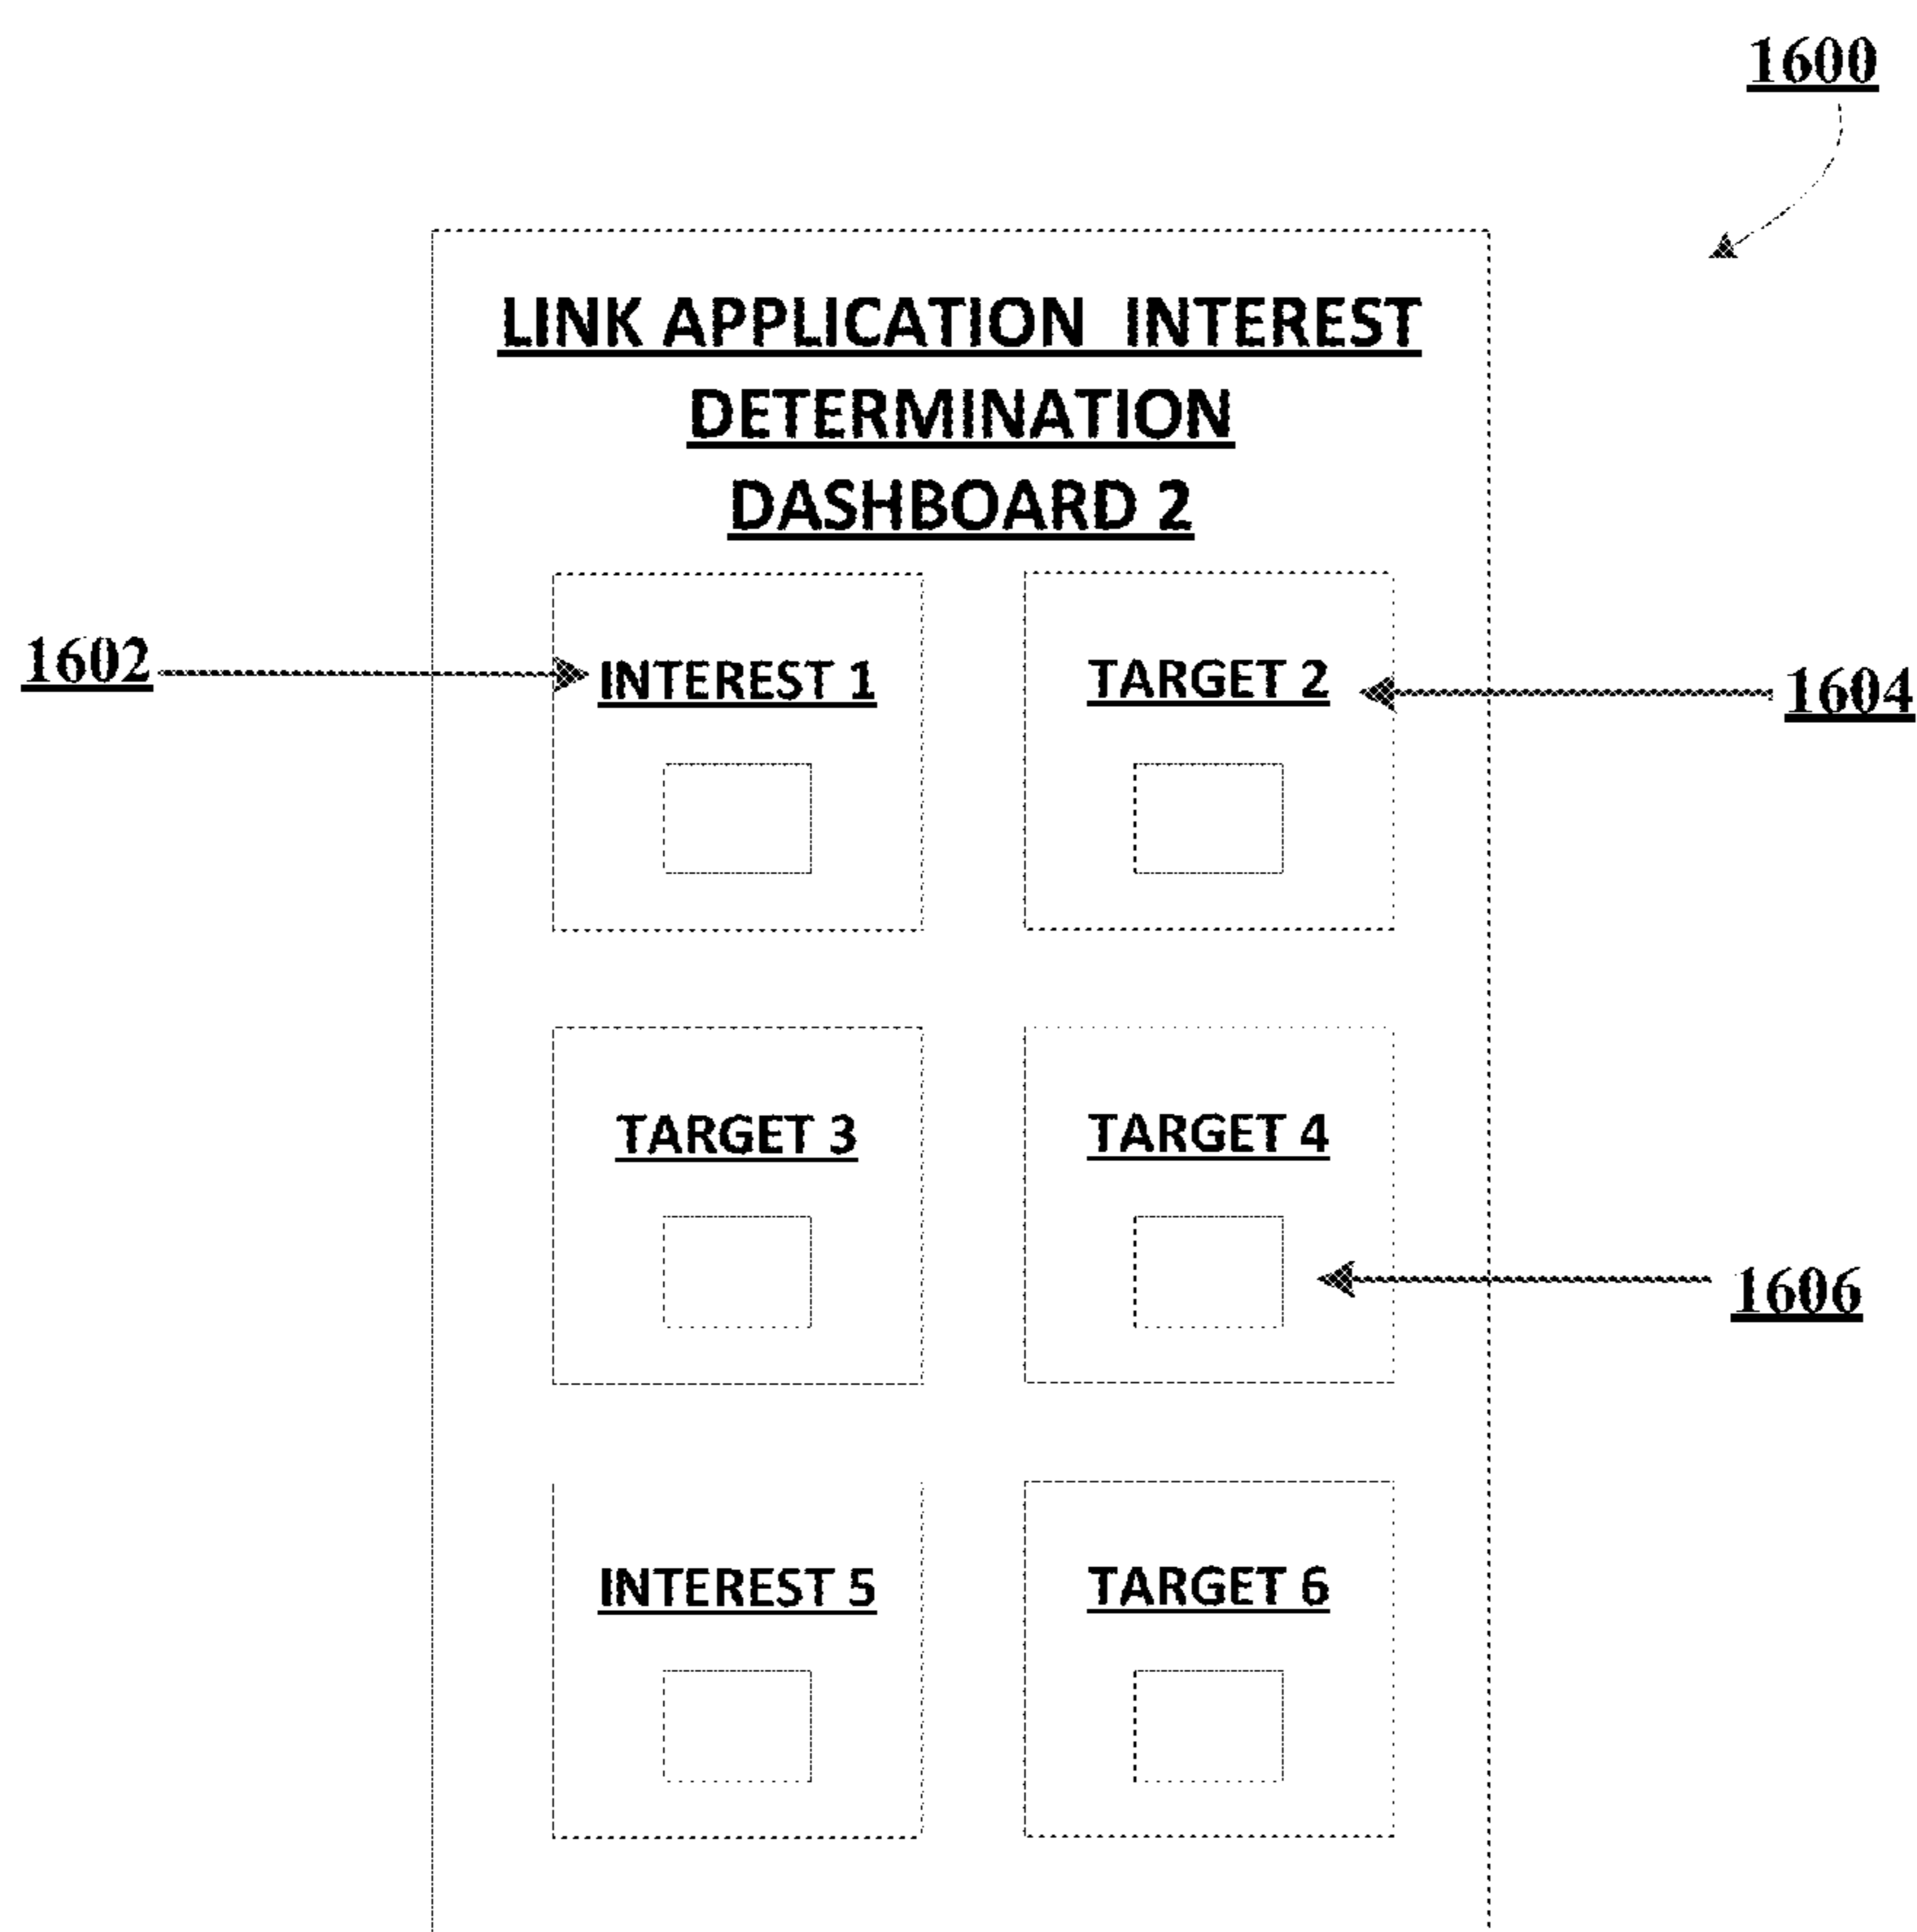 1600
LINK APPLICATION INTEREST
DETERMINATION
DASHBOARD 2
1602
INTEREST 1
TARGET 2
1604
TARGET 3
TARGET 4
1606
INTEREST 5
TARGET 6